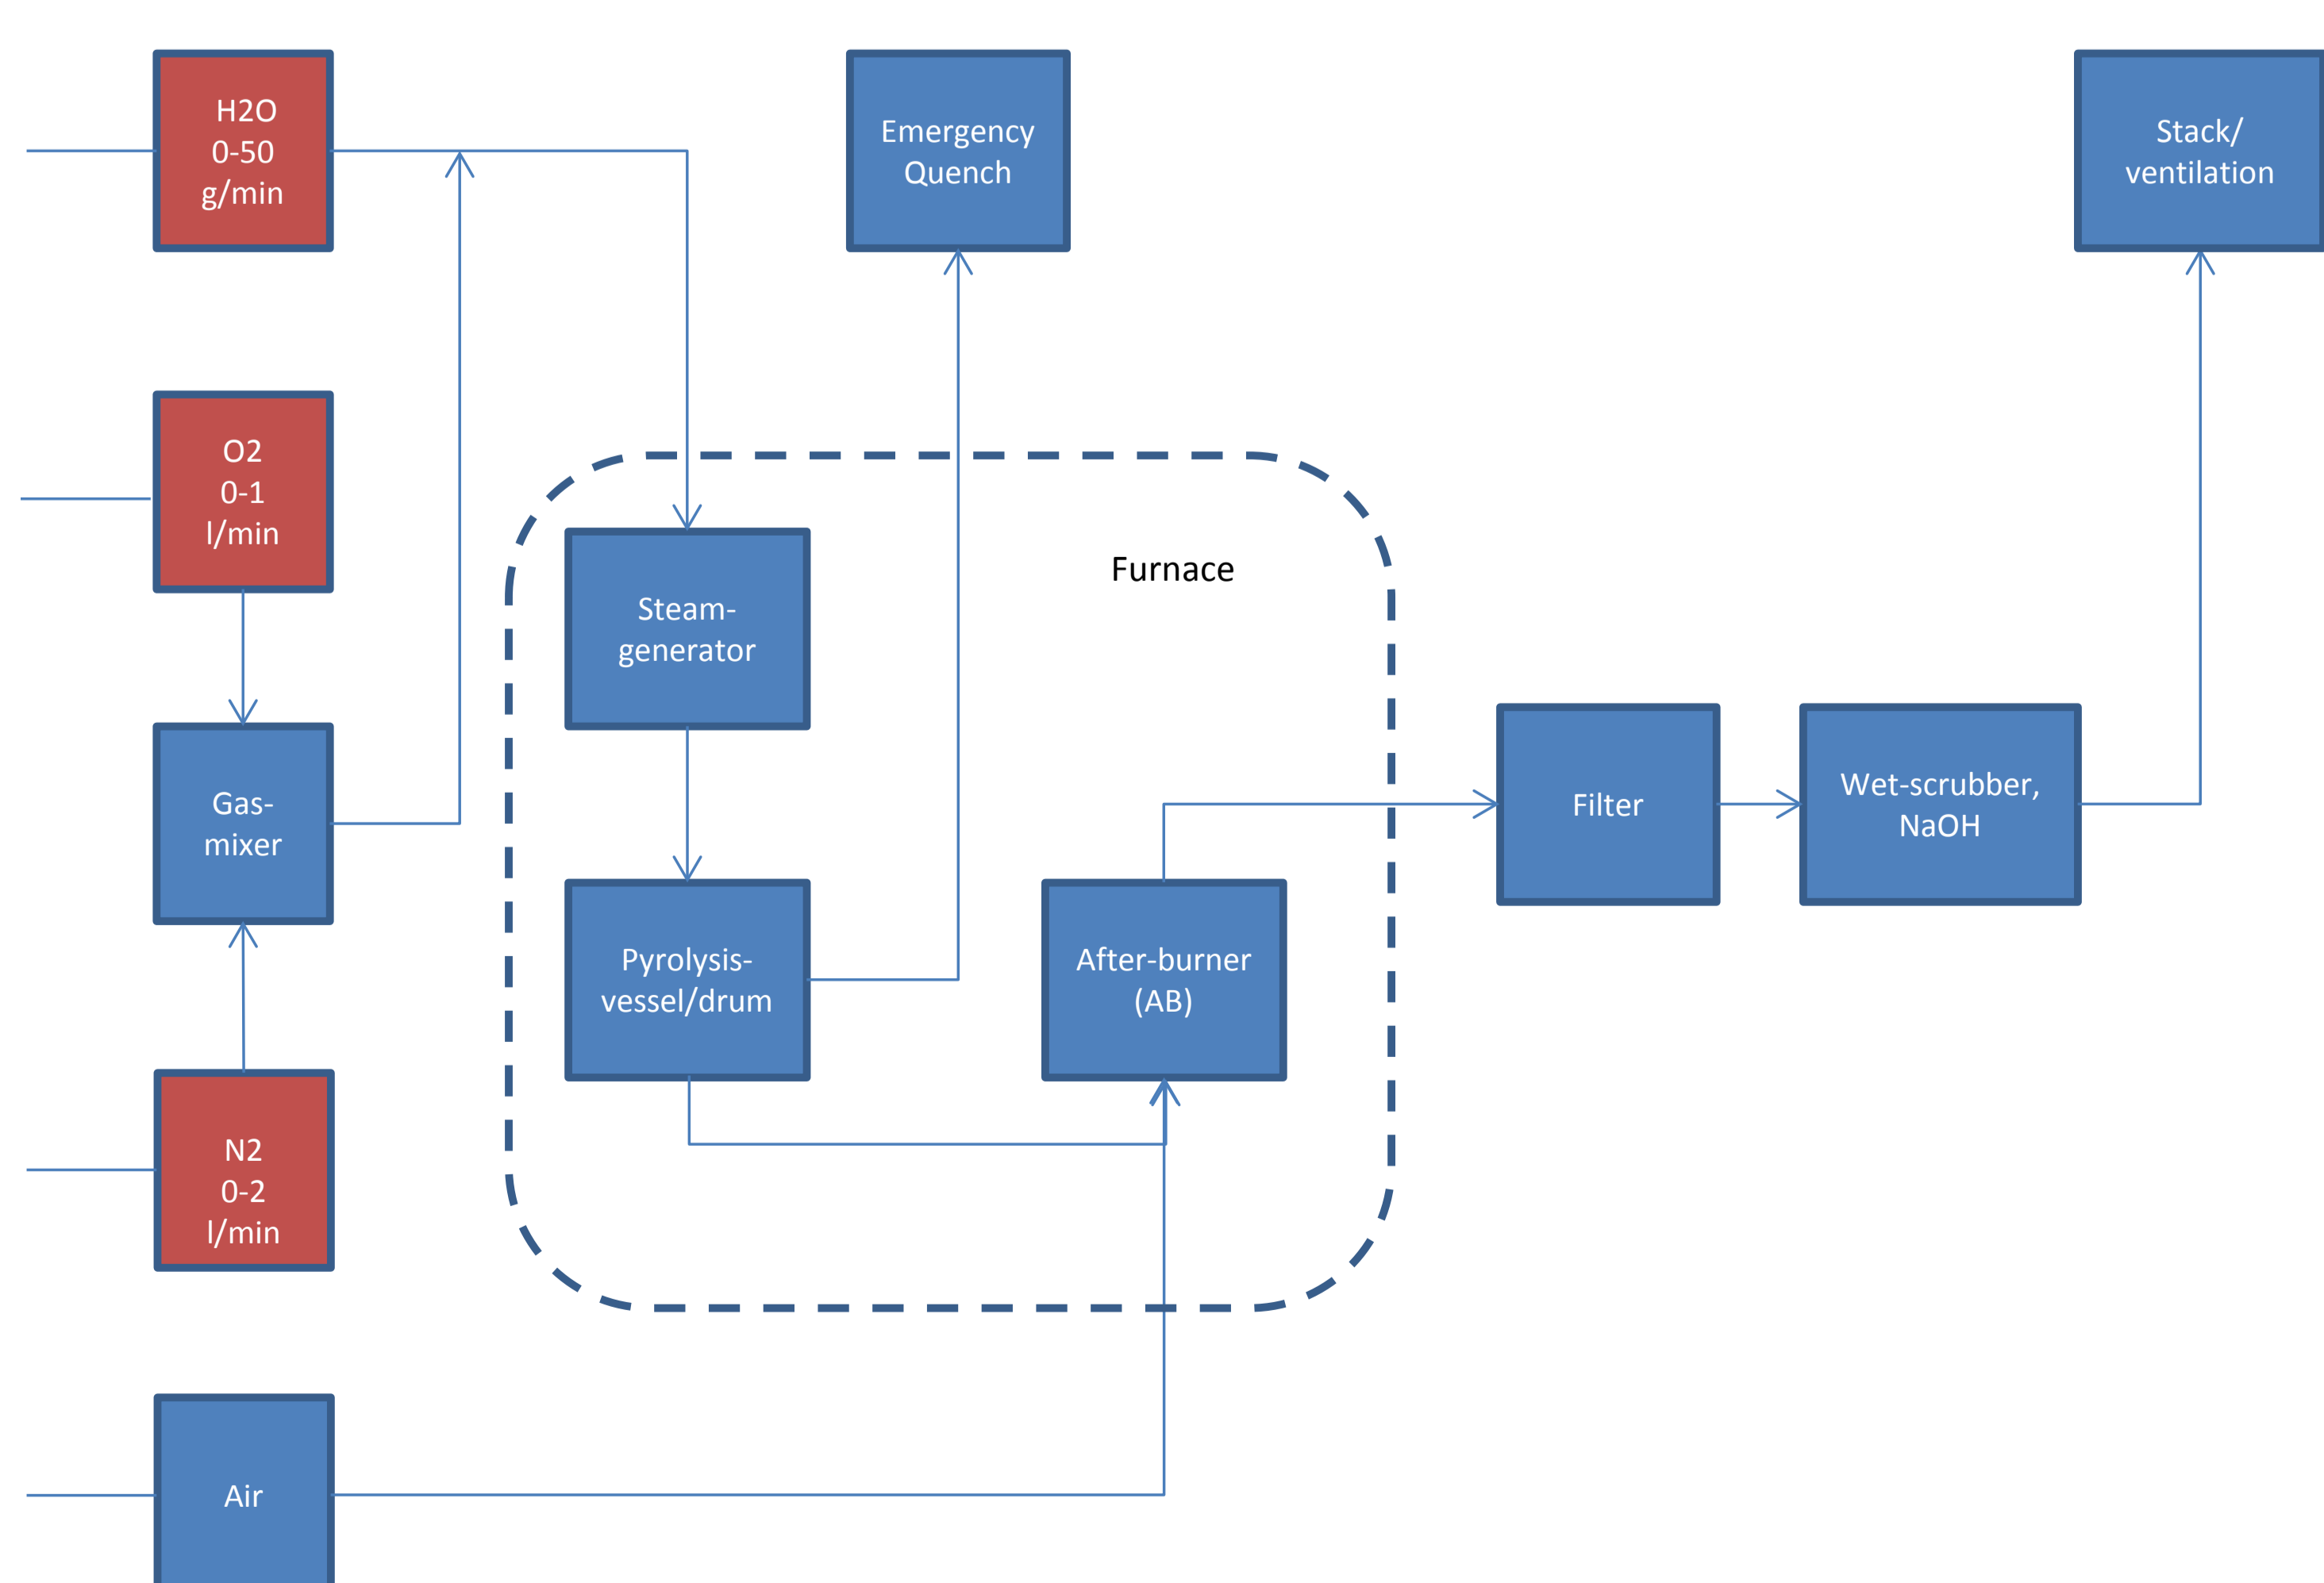 H2O
0-50
g/min
Emergency
Quench
Stack/
ventilation
O2
0-1
l/min
Furnace
Steam-
generator
Gas-
mixer
Filter
Wet-scrubber,
NaOH
Pyrolysis-
vessel/drum
After-burner
(AB)
N2
0-2
l/min
Air